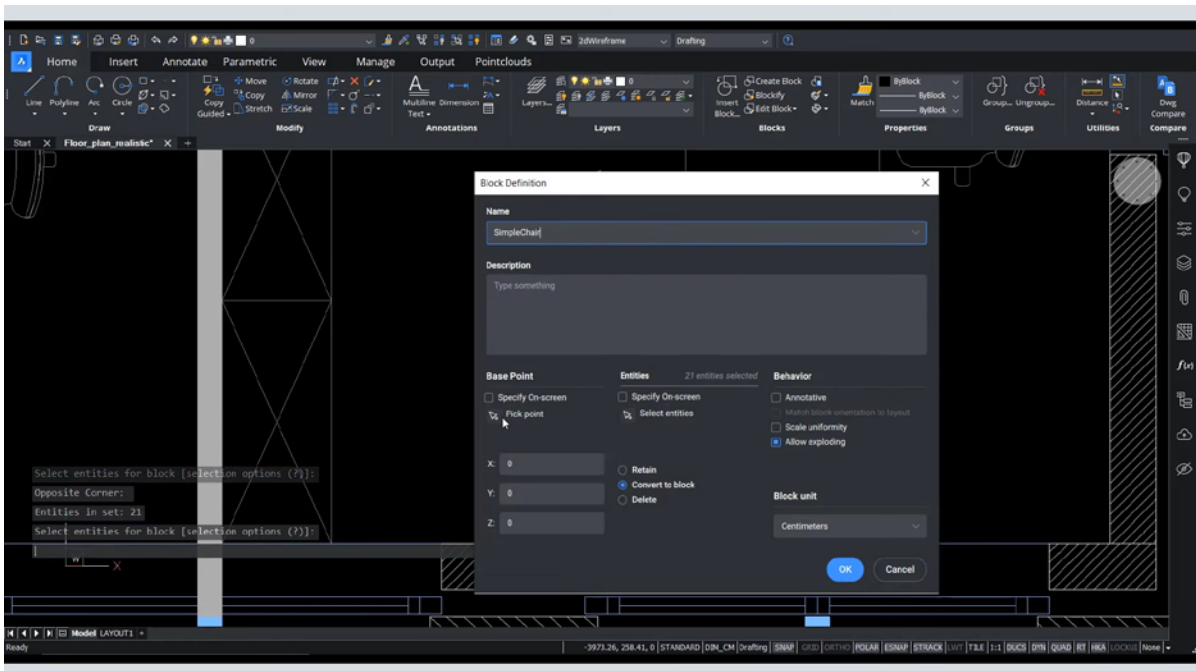 0 2dWireframe Drafting
Home Insert Annotate Parametric View Manage Output Pointclouds
Line Polyline Arc Circle
Copy Guided
Move Rotate
Copy Mirror
Stretch Scale
Multiline Text Dimension
Layers...
0
Insert Block...
Create Block
Blockify
Edit Block
Match
ByBlock
ByBlock
ByBlock
Group... Ungroup...
Distance
Dwg Compare
Draw Modify Annotations Layers Blocks Properties Groups Utilities Compare
Start X Floor_plan_realistic* X +
Block Definition
Name
SimpleChair
Description
Type something
Base Point
Specify On-screen
Pick point
X: 0
Y: 0
Z: 0
Entities 21 entities selected
Specify On-screen
Select entities
Retain
Convert to block
Delete
Behavior
Annotative
Match block orientation to layout
Scale uniformity
Allow exploding
Block unit
Centimeters
OK Cancel
f(x)
Select entities for block [selection options (?)]:
Opposite Corner:
Entities in set: 21
Select entities for block [selection options (?)]:
W X
Model LAYOUT1 +
Ready -3973.26, 258.41, 0 STANDARD DIM_CM Drafting SNAP GRID ORTHO POLAR ESNAP STRACK LWT TILE 1:1 DUCS DYN QUAD RT HKA LOCKUI None